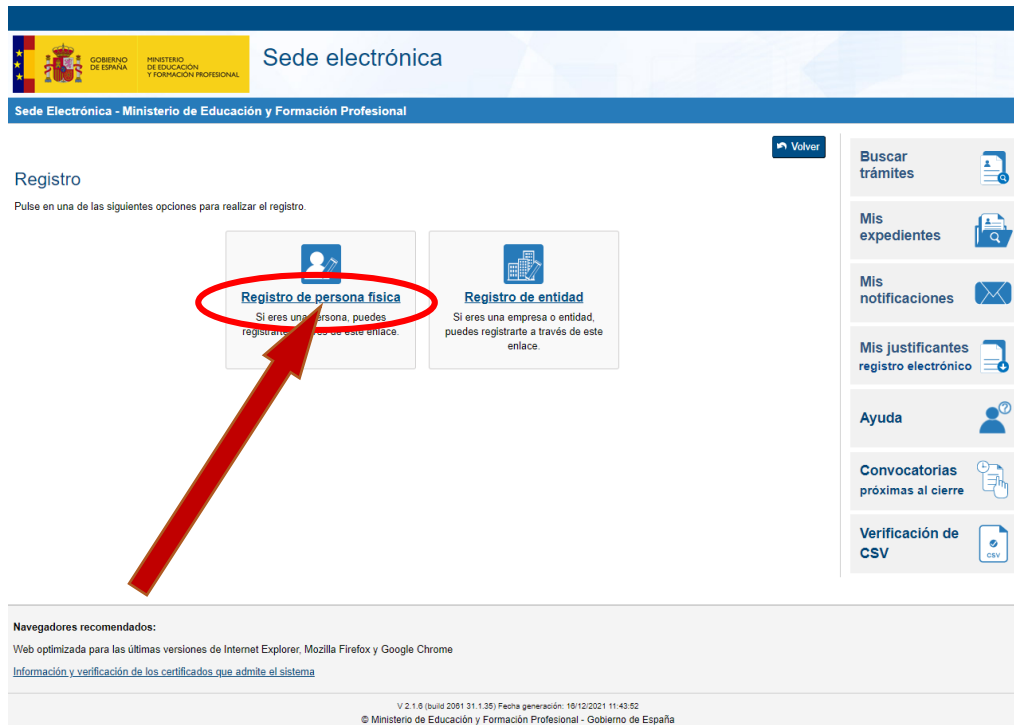 GOBIERNO
DE ESPAÑA
MINISTERIO
DE EDUCACIÓN
Y FORMACIÓN PROFESIONAL
Sede electrónica
Sede Electrónica - Ministerio de Educación y Formación Profesional
Volver
Registro
Pulse en una de las siguientes opciones para realizar el registro.
Registro de persona física
Si eres una persona, puedes
registrarte a través de este enlace.
Registro de entidad
Si eres una empresa o entidad,
puedes registrarte a través de este
enlace.
Buscar
trámites
Mis
expedientes
Mis
notificaciones
Mis justificantes
registro electrónico
Ayuda
?
Convocatorias
próximas al cierre
Verificación de
CSV
CSV
Navegadores recomendados:
Web optimizada para las últimas versiones de Internet Explorer, Mozilla Firefox y Google Chrome
Información y verificación de los certificados que admite el sistema
V 2.1.6 (build 2061 31.1.35) Fecha generación: 16/12/2021 11:43:52
© Ministerio de Educación y Formación Profesional - Gobierno de España